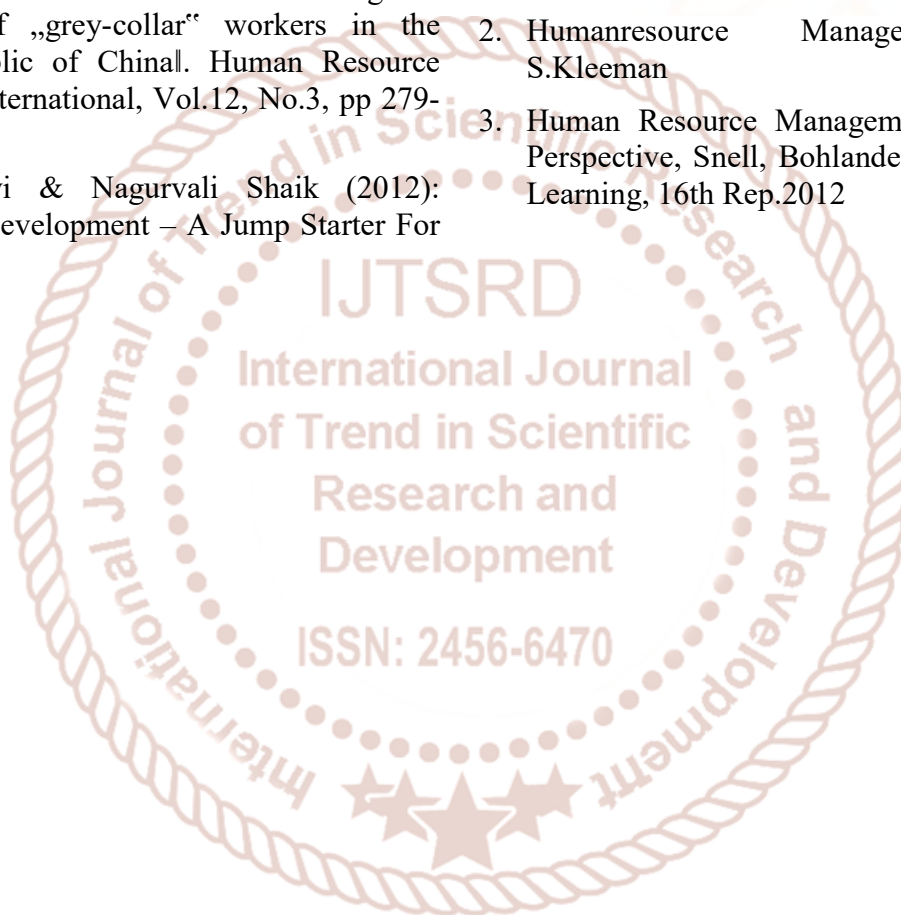 f „grey-collar‟ workers in the
lic of China‖. Human Resource
ternational, Vol.12, No.3, pp 279-
i & Nagurvali Shaik (2012):
evelopment – A Jump Starter For
2. Humanresource Manage
S.Kleeman
3. Human Resource Managem
Perspective, Snell, Bohlande
Learning, 16th Rep.2012
International Journal of Trend in Scientific Research and Development
IJTSRD
International Journal
of Trend in Scientific
Research and
Development
ISSN: 2456-6470